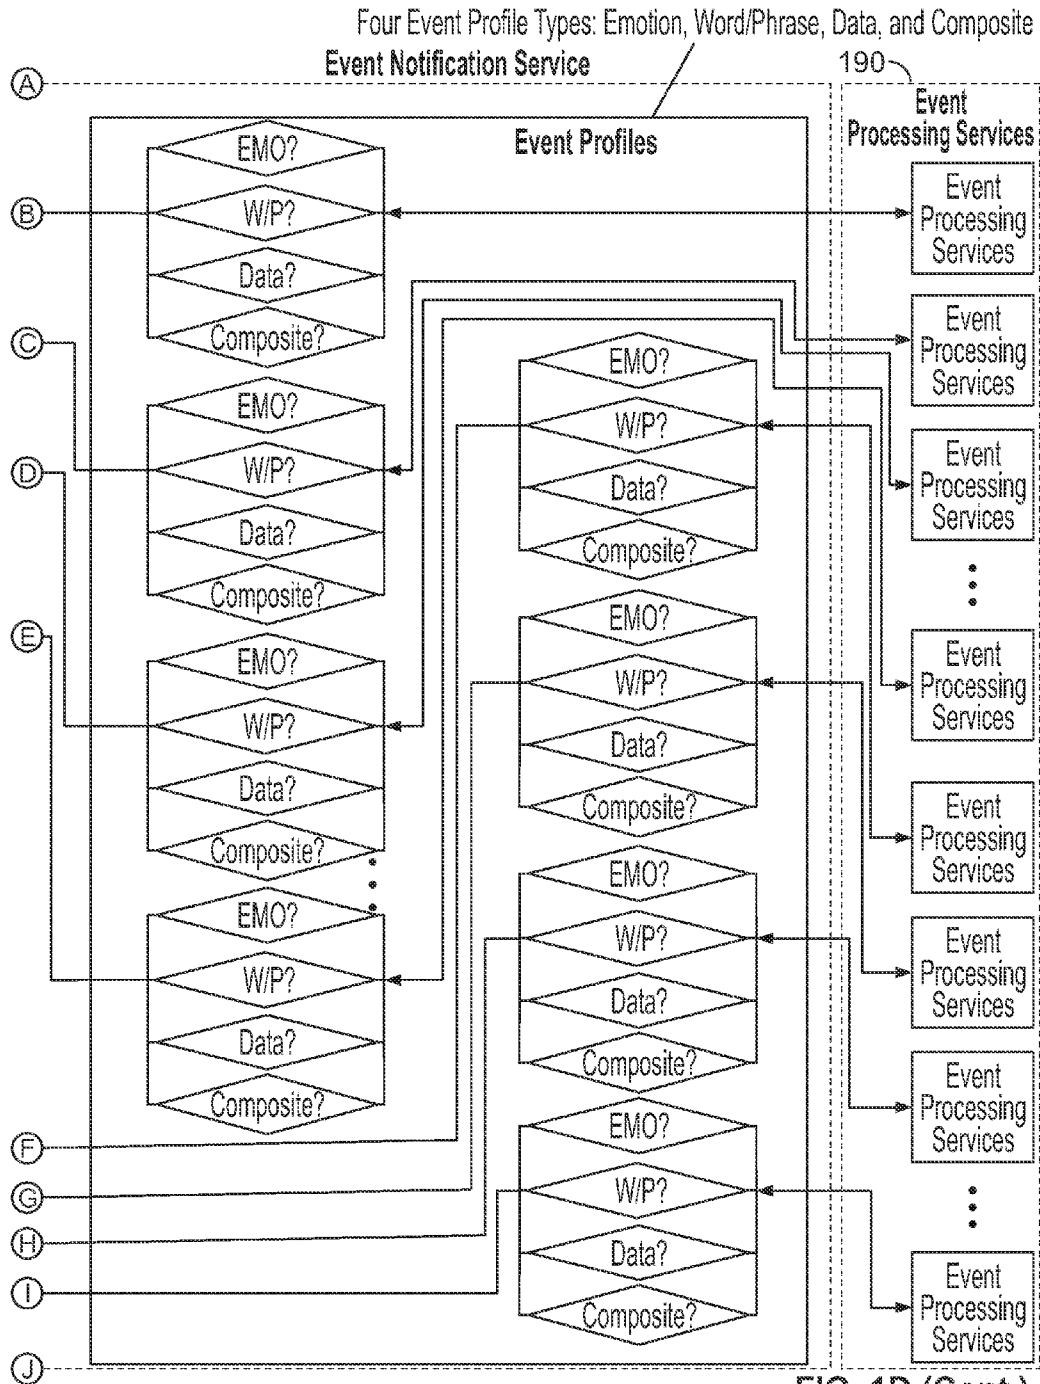 Four Event Profile Types: Emotion, Word/Phrase, Data, and Composite
Event Notification Service
190
A
Event
Processing Services
Event Profiles
EMO?
W/P?
Data?
Composite?
B
Event
Processing
Services
C
EMO?
W/P?
Data?
Composite?
Event
Processing
Services
D
EMO?
W/P?
Data?
Composite?
Event
Processing
Services
E
EMO?
W/P?
Data?
Composite?
Event
Processing
Services
F
EMO?
W/P?
Data?
Composite?
Event
Processing
Services
G
EMO?
W/P?
Data?
Composite?
Event
Processing
Services
H
EMO?
W/P?
Data?
Composite?
Event
Processing
Services
I
EMO?
W/P?
Data?
Composite?
Event
Processing
Services
J